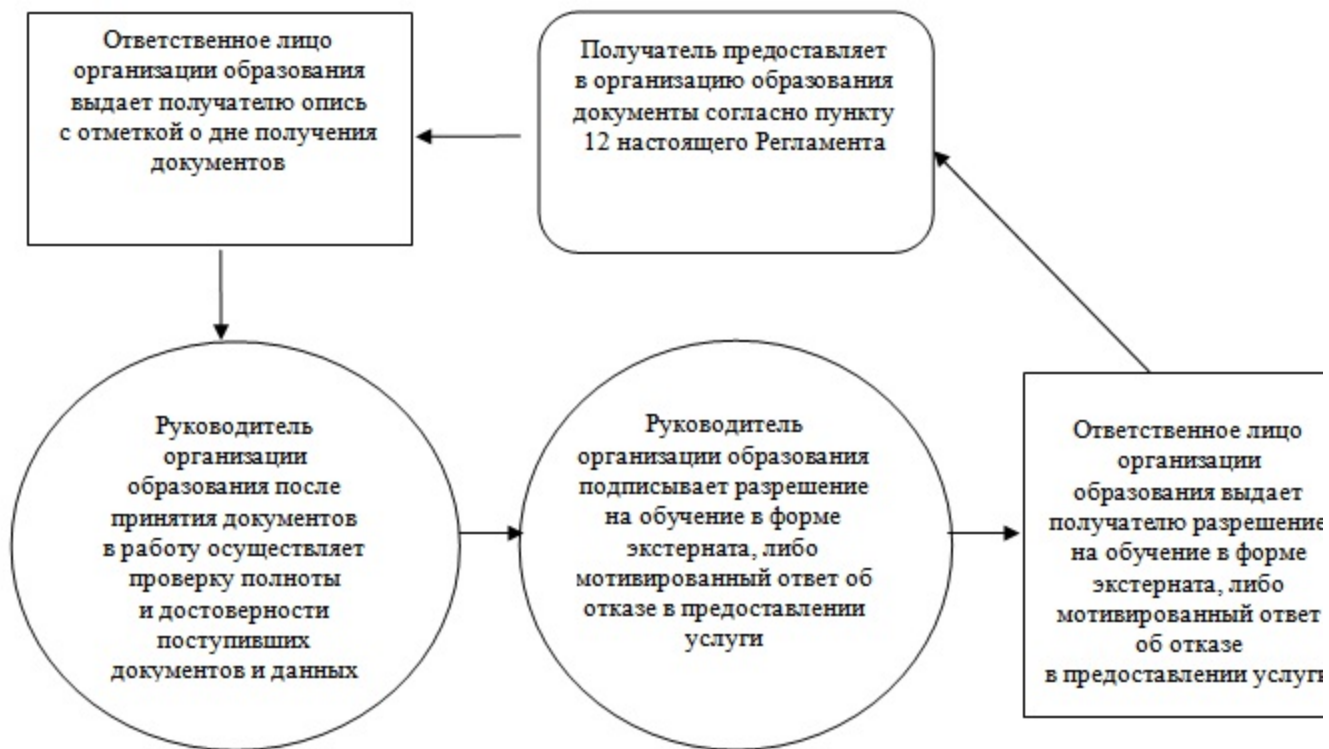 Ответственное лицо
организации образования
выдает получателю опись
с отметкой о дне получения
документов
Получатель предоставляет
в организацию образования
документы согласно пункту
12 настоящего Регламента
Руководитель
организации
образования после
принятия документов
в работу осуществляет
проверку полноты
и достоверности
поступивших
документов и данных
Руководитель
организации образования
подписывает разрешение
на обучение в форме
экстерната, либо
мотивированный ответ об
отказе в предоставлении
услуги
Ответственное лицо
организации
образования выдает
получателю разрешение
на обучение в форме
экстерната, либо
мотивированный ответ
об отказе
в предоставлении услуги